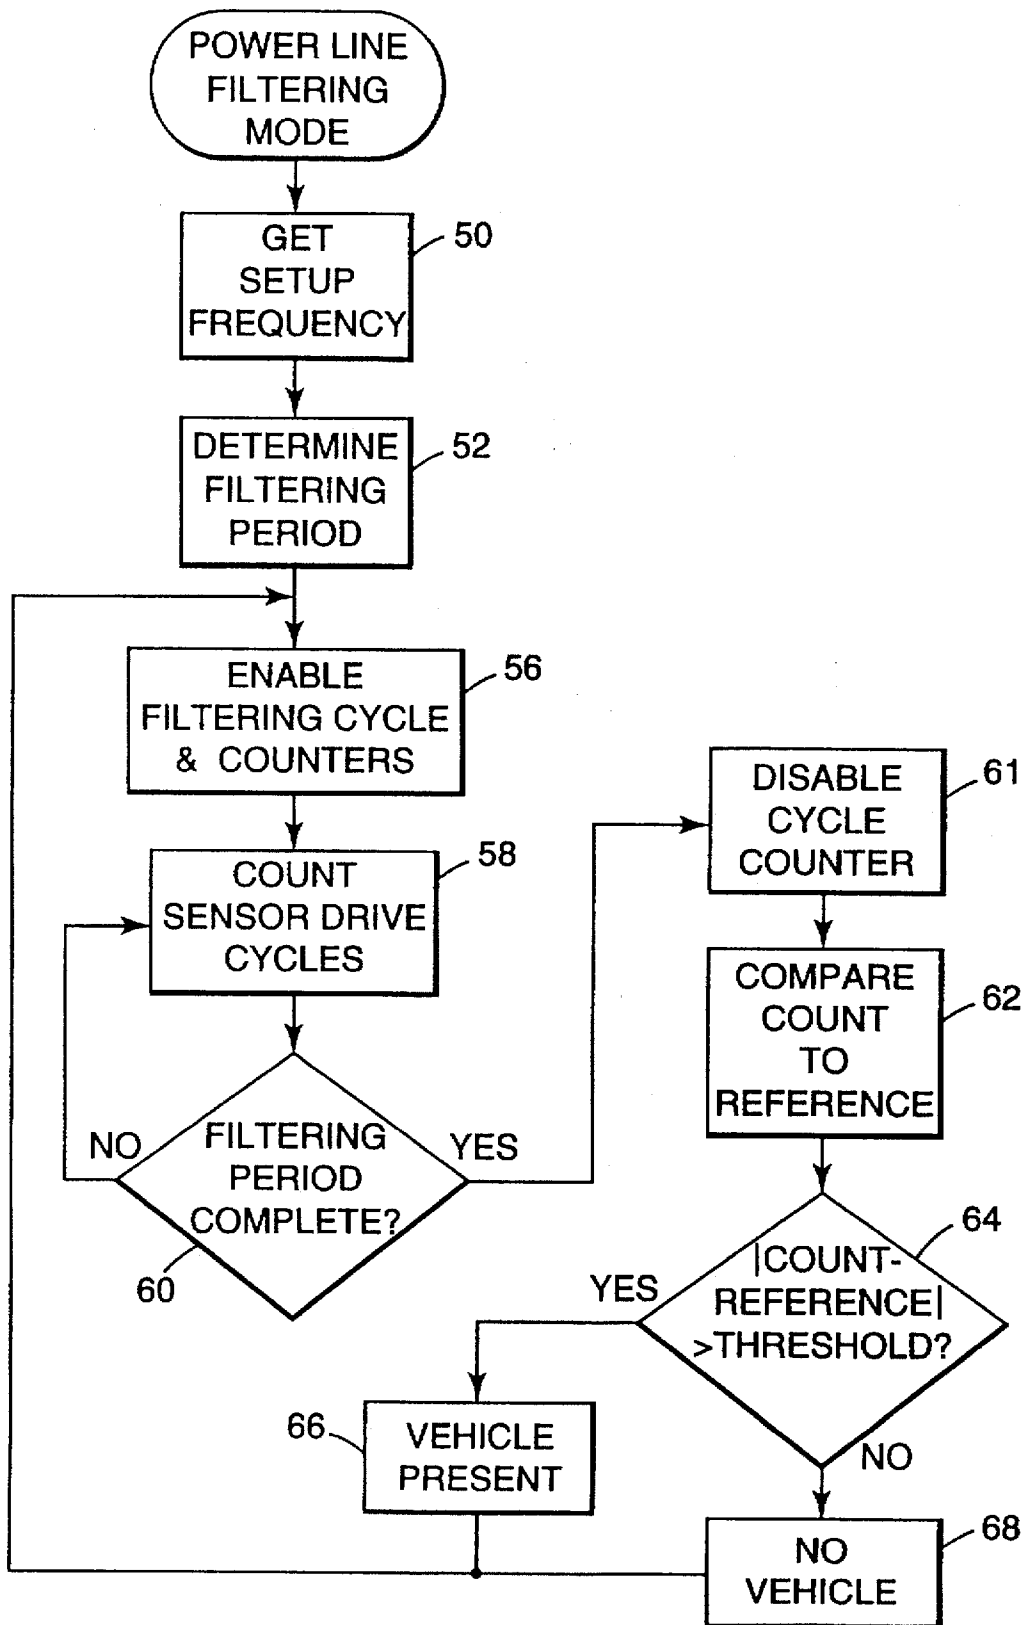 POWER LINE
FILTERING
MODE
GET
SETUP
FREQUENCY
50
DETERMINE
FILTERING
PERIOD
52
ENABLE
FILTERING CYCLE
& COUNTERS
56
COUNT
SENSOR DRIVE
CYCLES
58
FILTERING
PERIOD
COMPLETE?
NO
YES
60
DISABLE
CYCLE
COUNTER
61
COMPARE
COUNT
TO
REFERENCE
62
|COUNT-
REFERENCE|
>THRESHOLD?
64
YES
NO
VEHICLE
PRESENT
66
NO
VEHICLE
68